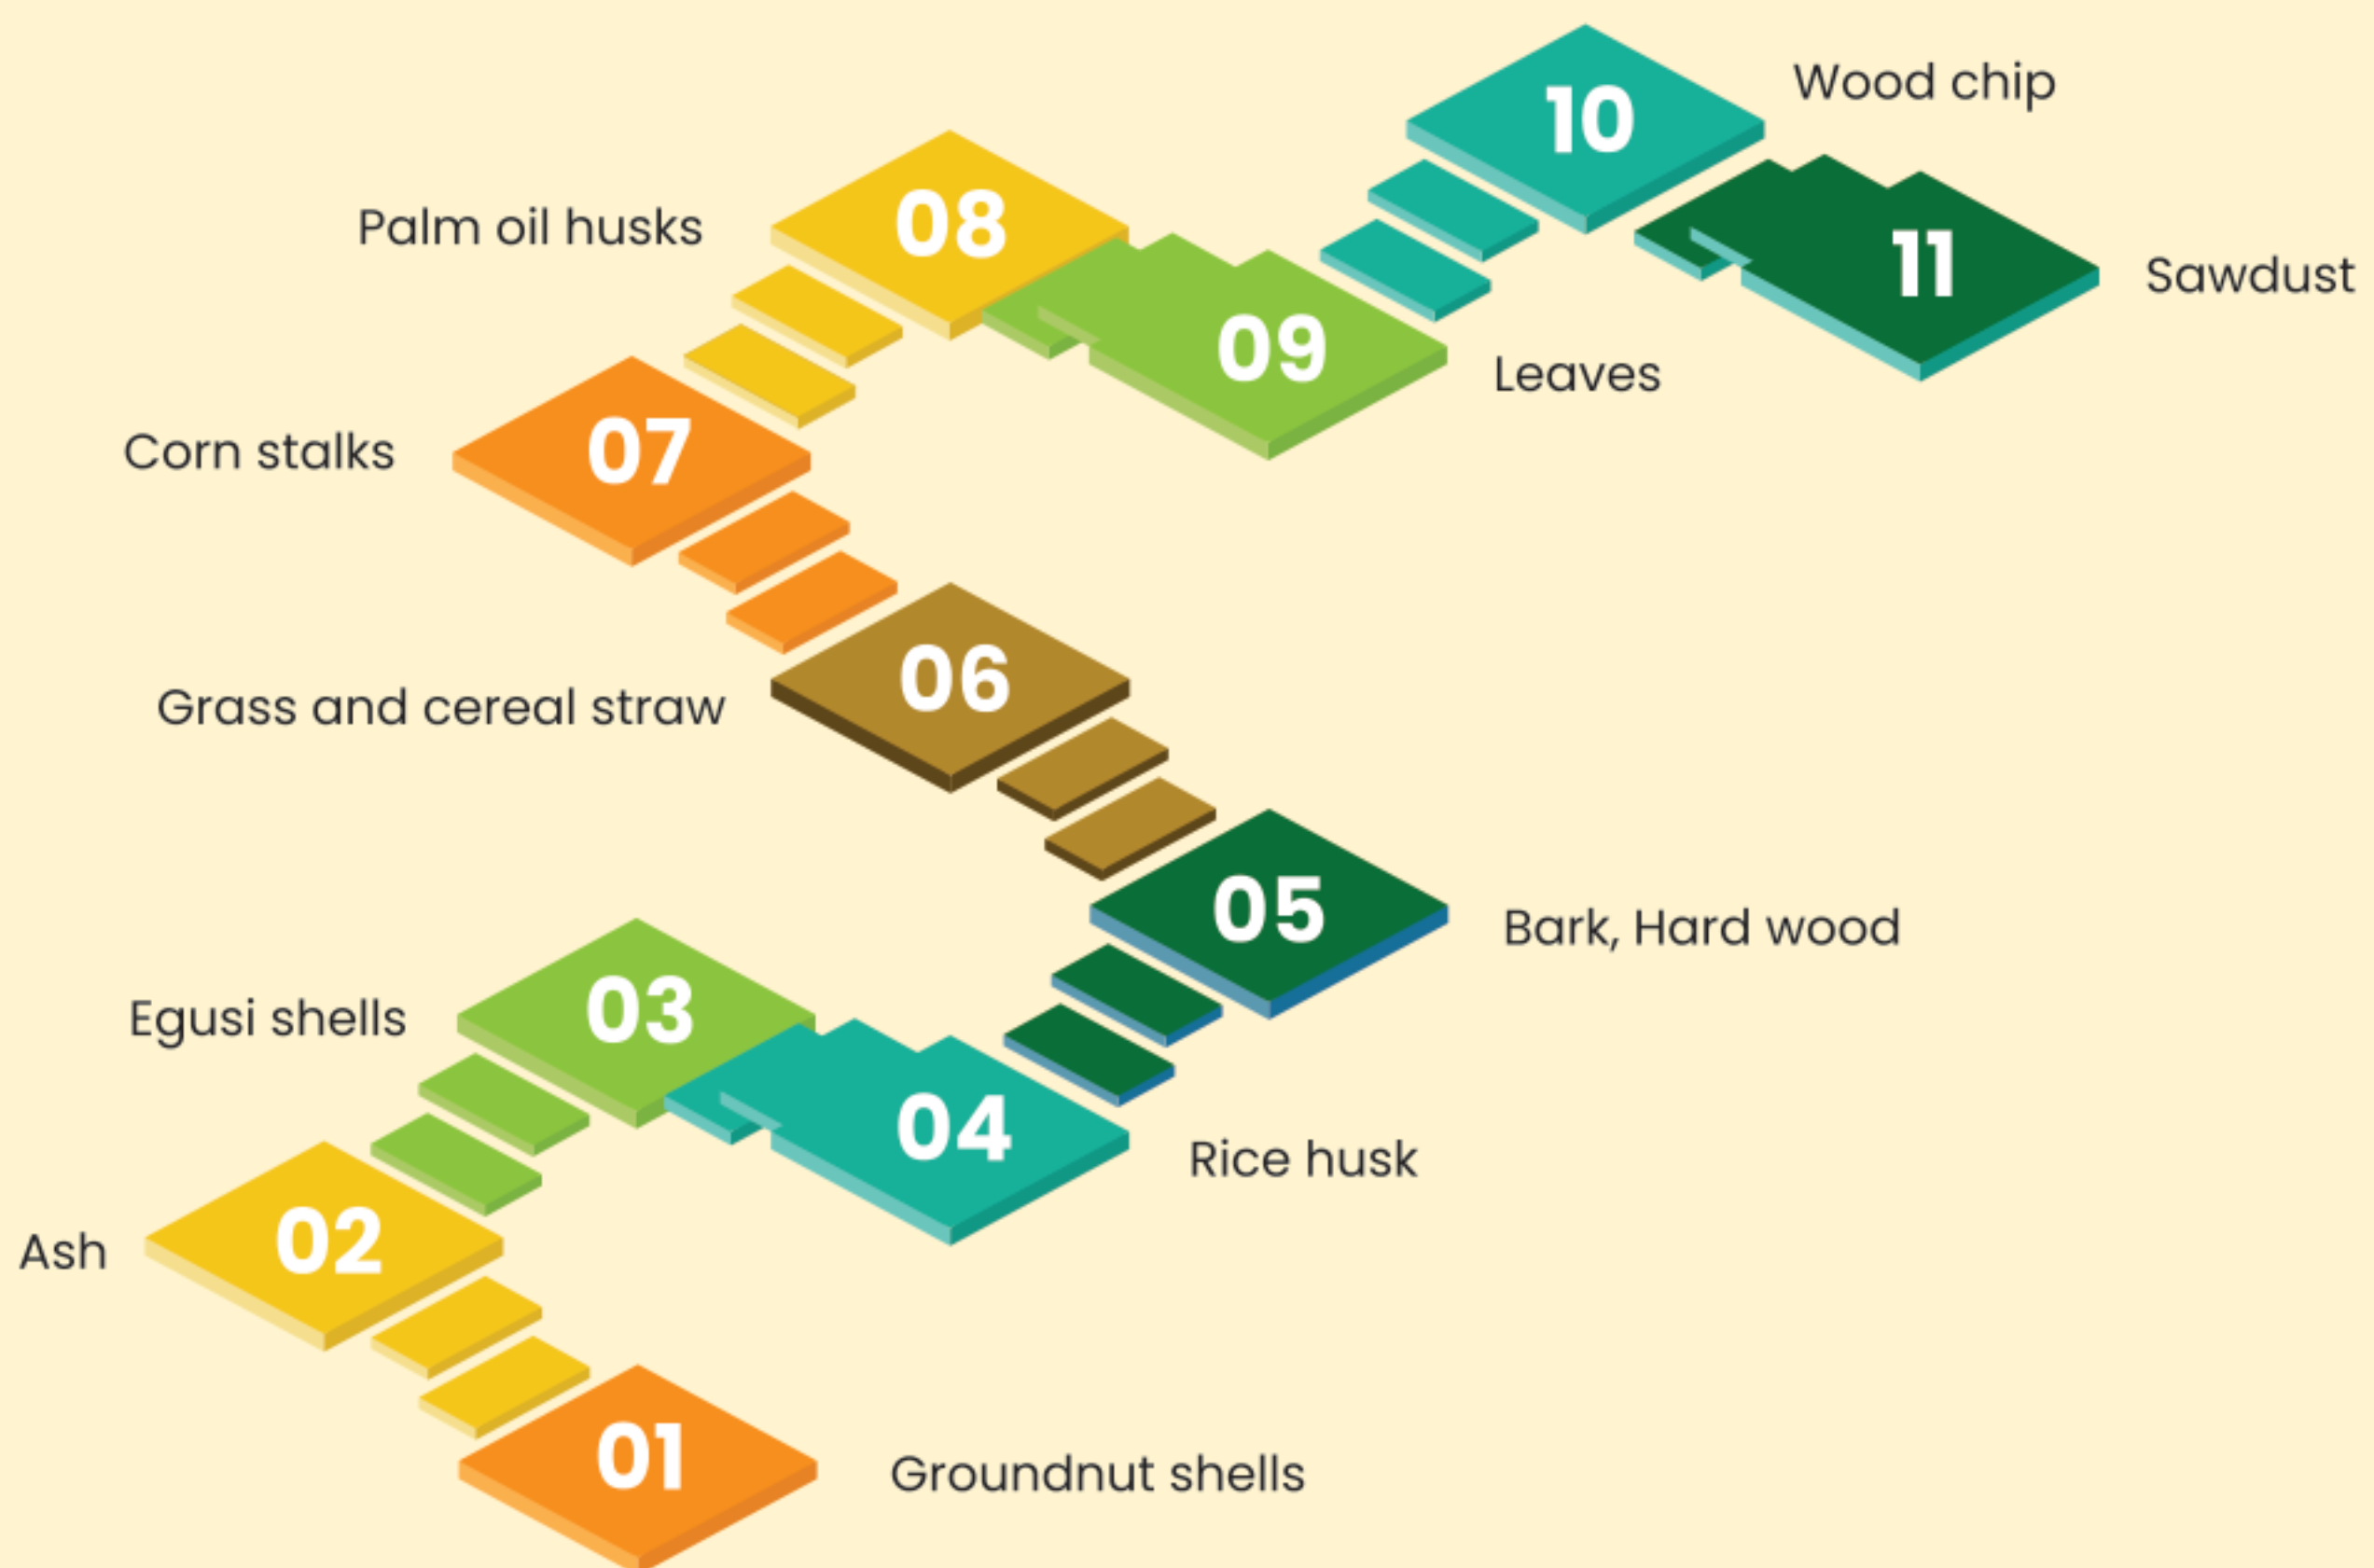 10
Wood chip
08
Palm oil husks
11
Sawdust
09
Leaves
07
Corn stalks
06
Grass and cereal straw
05
Bark, Hard wood
03
Egusi shells
04
Rice husk
02
Ash
01
Groundnut shells